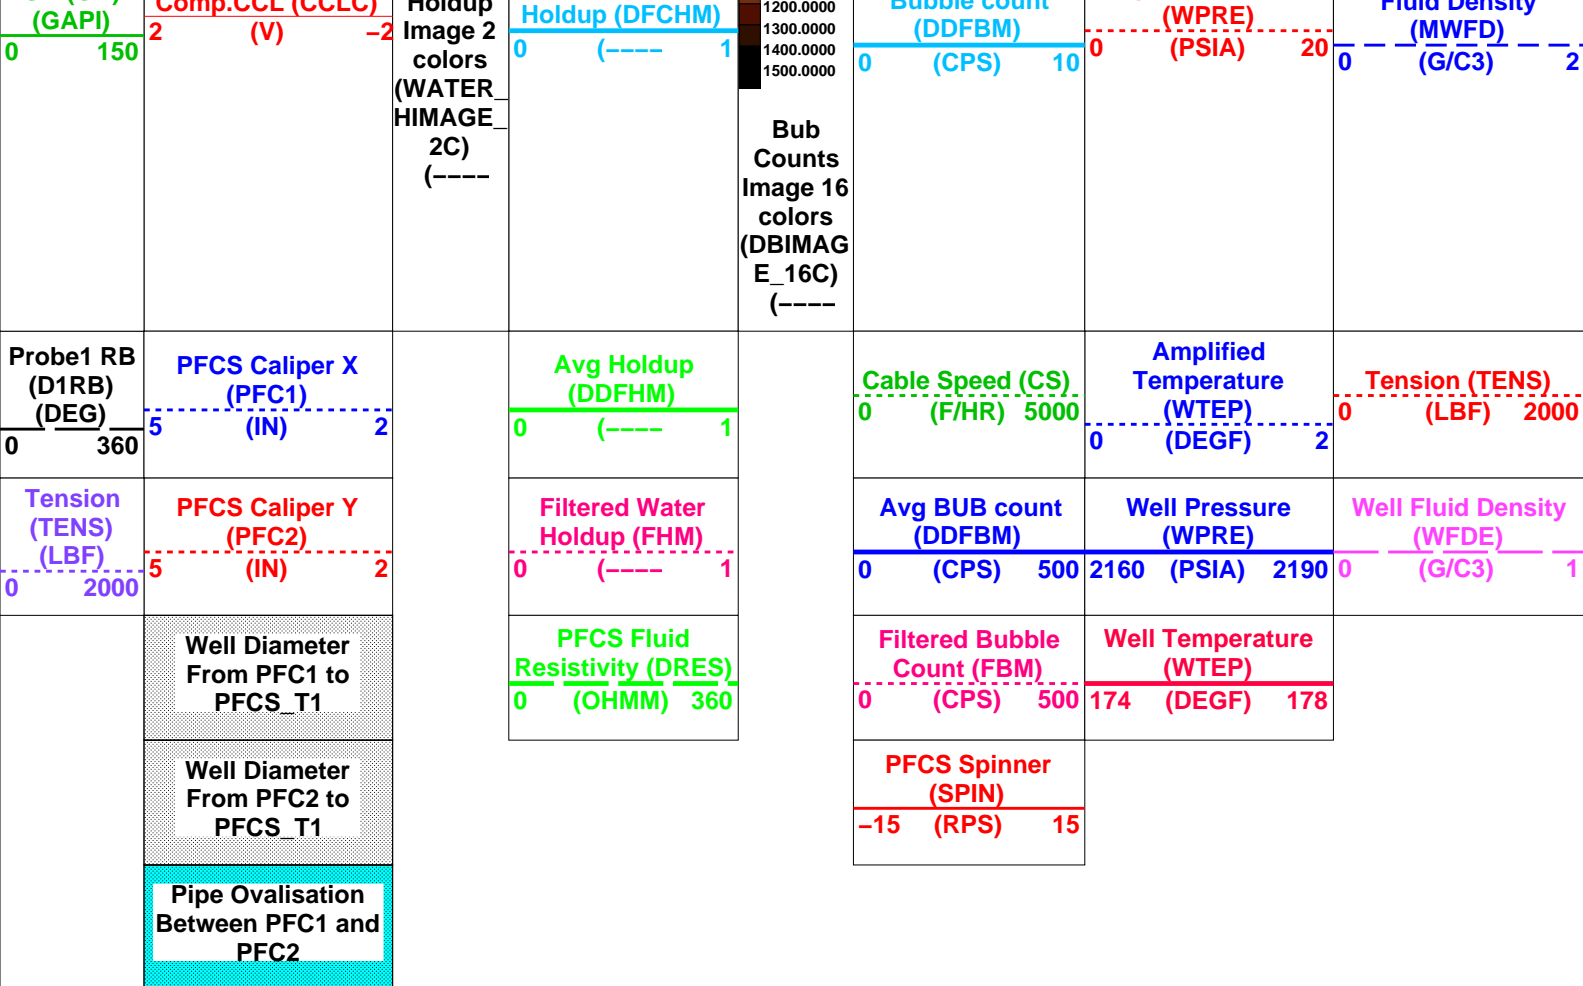 (GAPI)
0 150
Comp.CCL (CCLC)
2 (V) −2
Holdup
Image 2
colors
(WATER_
HIMAGE_
2C)
(−−−−
Holdup (DFCHM)
0 (−−−− 1
1200.0000
1300.0000
1400.0000
1500.0000
Bub
Counts
Image 16
colors
(DBIMAG
E_16C)
(−−−−
Bubble count
(DDFBM)
0 (CPS) 10
(WPRE)
0 (PSIA) 20
Fluid Density
(MWFD)
0 (G/C3) 2
Probe1 RB
(D1RB)
(DEG)
0 360
PFCS Caliper X
(PFC1)
5 (IN) 2
Avg Holdup
(DDFHM)
0 (−−−− 1
Cable Speed (CS)
0 (F/HR) 5000
Amplified
Temperature
(WTEP)
0 (DEGF) 2
Tension (TENS)
0 (LBF) 2000
Tension
(TENS)
(LBF)
0 2000
PFCS Caliper Y
(PFC2)
5 (IN) 2
Filtered Water
Holdup (FHM)
0 (−−−− 1
Avg BUB count
(DDFBM)
0 (CPS) 500
Well Pressure
(WPRE)
2160 (PSIA) 2190
Well Fluid Density
(WFDE)
0 (G/C3) 1
Well Diameter
From PFC1 to
PFCS_T1
PFCS Fluid
Resistivity (DRES)
0 (OHMM) 360
Filtered Bubble
Count (FBM)
0 (CPS) 500
Well Temperature
(WTEP)
174 (DEGF) 178
Well Diameter
From PFC2 to
PFCS_T1
PFCS Spinner
(SPIN)
−15 (RPS) 15
Pipe Ovalisation
Between PFC1 and
PFC2